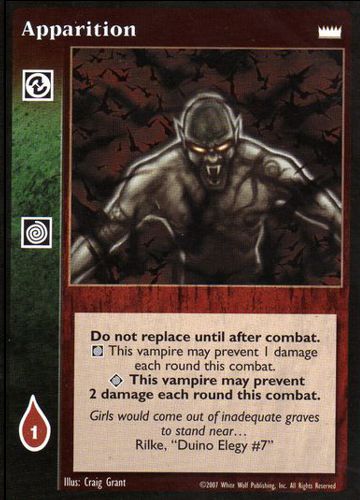 Apparition
Do not replace until after combat.
This vampire may prevent 1 damage
each round this combat.
This vampire may prevent
2 damage each round this combat.
Girls would come out of inadequate graves
to stand near…
Rilke, “Duino Elegy #7”
1
Illus: Craig Grant
©2007 White Wolf Publishing, Inc. All Rights Reserved